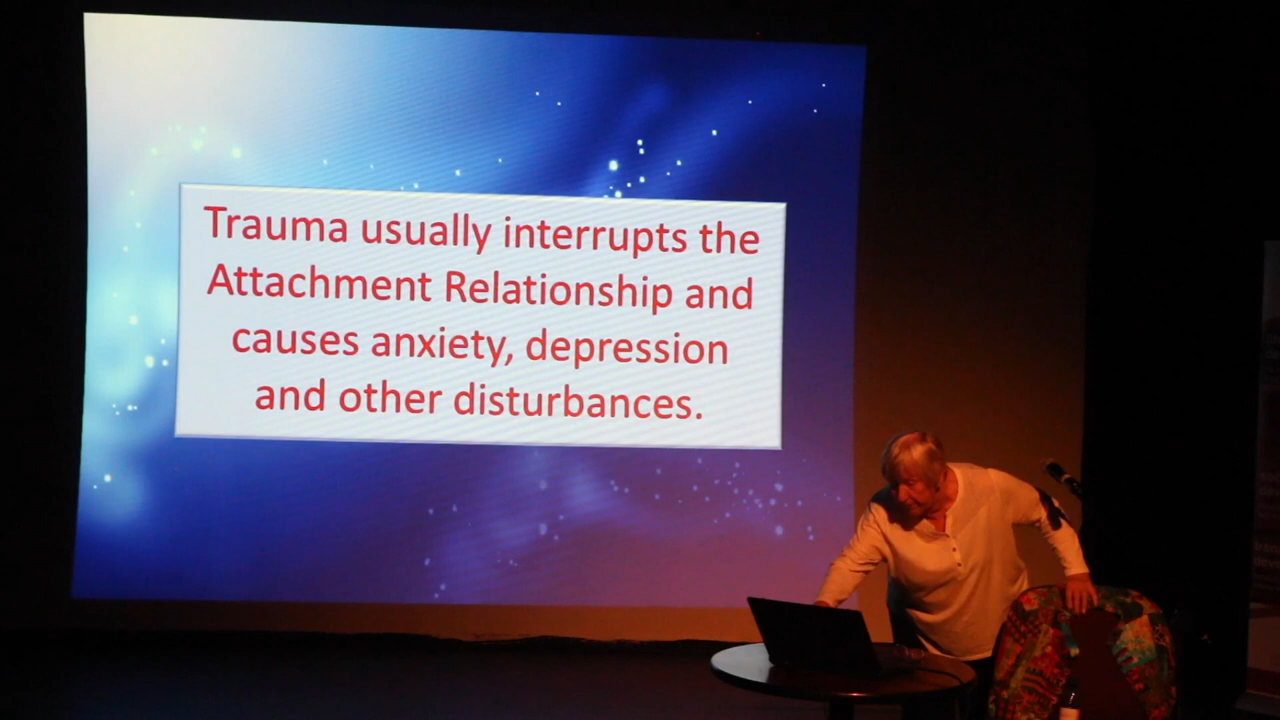 Trauma usually interrupts the
Attachment Relationship and
causes anxiety, depression
and other disturbances.